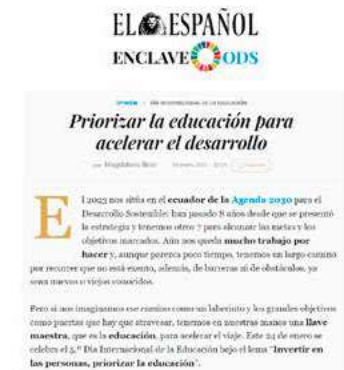 EL ESPAÑOL
ENCLAVE ODS
OPINIÓN
Priorizar la educación para
acelerar el desarrollo
El 2023 nos sitúa en el ecuador de la Agenda 2030 para el
Desarrollo Sostenible: han pasado 8 años desde que se presentó
la estrategia y tenemos otros 7 para alcanzar las metas y los
objetivos marcados. Aún nos queda mucho trabajo por
hacer y, aunque parezca poco tiempo, tenemos un largo camino
por recorrer que no está exento, además, de barreras ni de obstáculos, ya
sean nuevos o viejos conocidos.
Pero si nos imaginamos ese camino como un laberinto y los grandes objetivos
como puertas que hay que atravesar, tenemos en nuestras manos una llave
maestra, que es la educación, para acelerar el viaje. Este 24 de enero se
celebra el 5.º Día Internacional de la Educación bajo el lema "Invertir en
las personas, priorizar la educación".